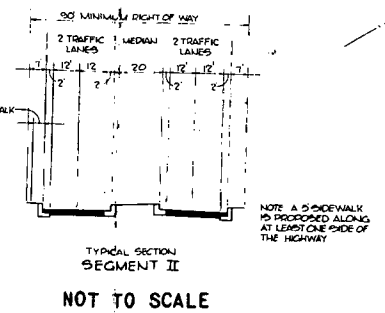 90' MINIMUM RIGHT OF WAY
2 TRAFFIC LANES
MEDIAN
2 TRAFFIC LANES
7' 12' 12 20 12' 12' 7'
2' 2' 2' 2'
ALK
NOTE A 5' SIDEWALK
IS PROPOSED ALONG
AT LEAST ONE SIDE OF
THE HIGHWAY
TYPICAL SECTION
SEGMENT II
NOT TO SCALE